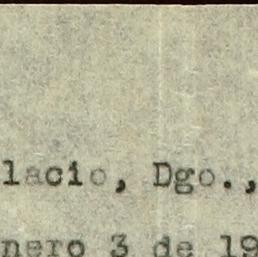 lacio, Dgo.,
nero 3 de 19